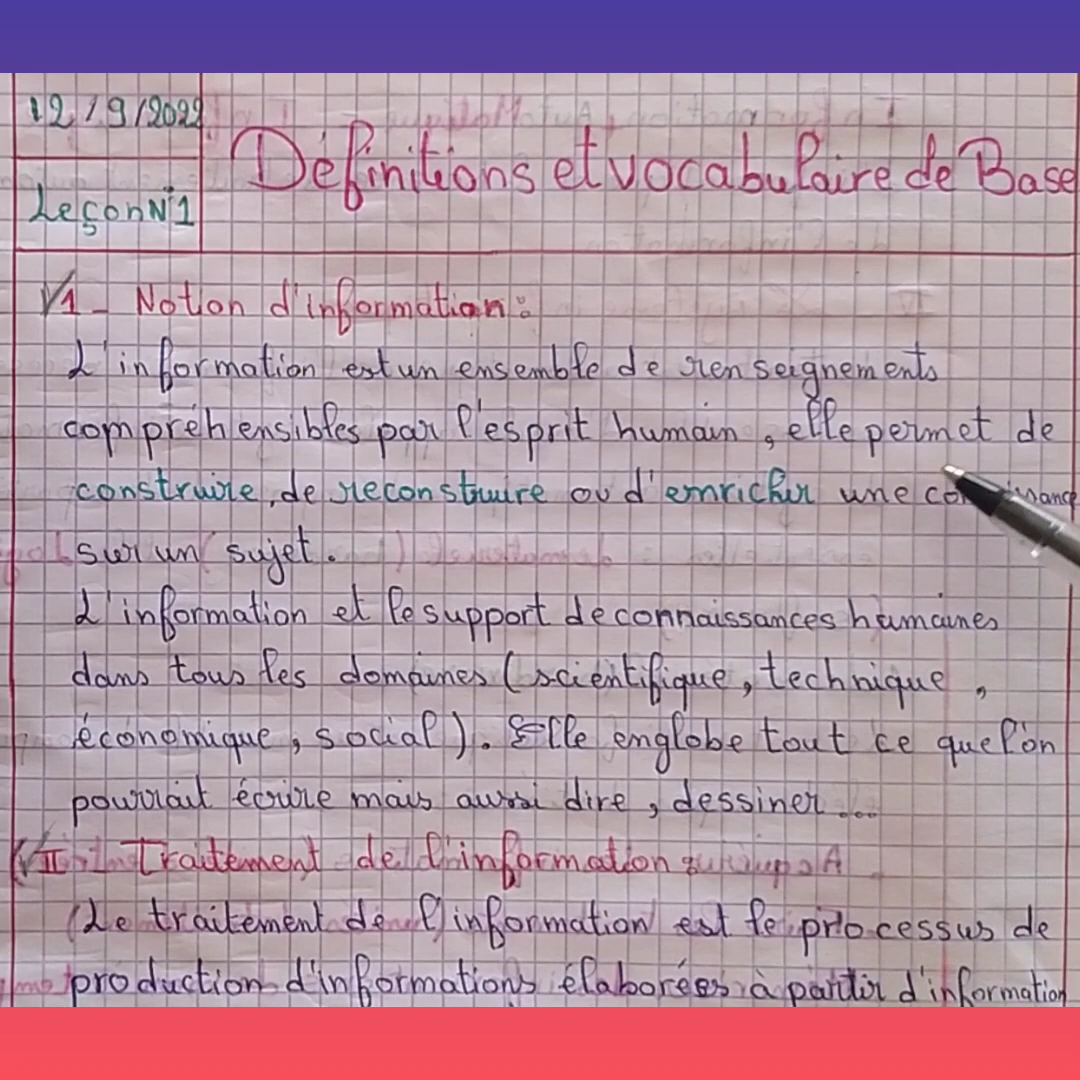 12/9/2022
Définitions et vocabulaire de Base
Leçon N°1
1- Notion d'information:
L'information est un ensemble de renseignements
compréhensibles par l'esprit humain, elle permet de
construire, de reconstruire ou d'enrichir une
sur un sujet.
L'information et le support de connaissances humaines
dans tous les domaines (scientifique, technique,
économique, social). Elle englobe tout ce que l'on
pourrait écrire mais aussi dire, dessiner...
II- Traitement de l'information
Le traitement de l'information est le processus de
production d'informations élaborées à partir d'information